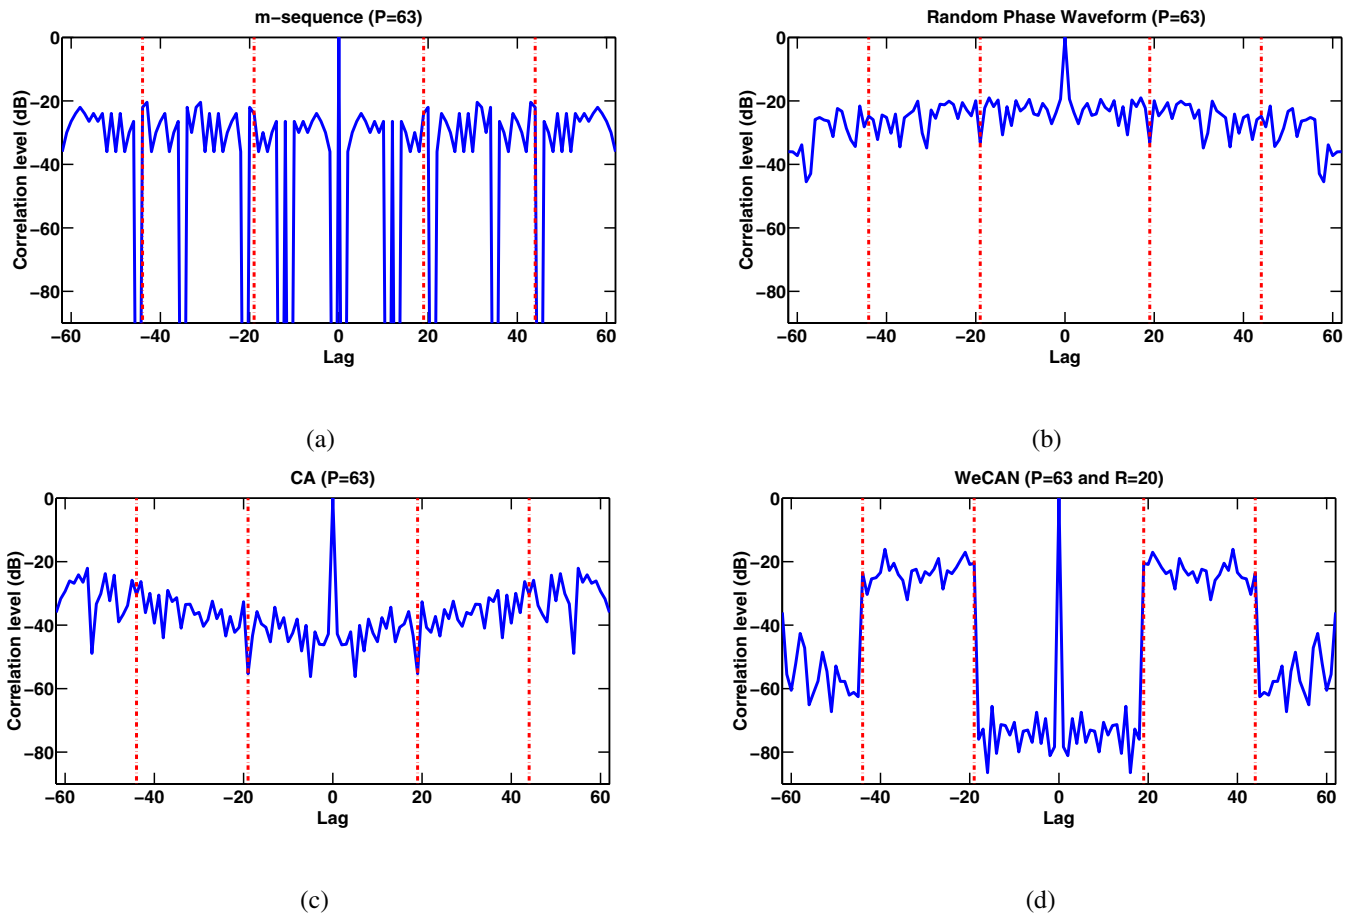 m−sequence (P=63)
0
−20
−40
−60
−80
Correlation level (dB)
−60 −40 −20 0 20 40 60
Lag
(a)
Random Phase Waveform (P=63)
0
−20
−40
−60
−80
Correlation level (dB)
−60 −40 −20 0 20 40 60
Lag
(b)
CA (P=63)
0
−20
−40
−60
−80
Correlation level (dB)
−60 −40 −20 0 20 40 60
Lag
(c)
WeCAN (P=63 and R=20)
0
−20
−40
−60
−80
Correlation level (dB)
−60 −40 −20 0 20 40 60
Lag
(d)